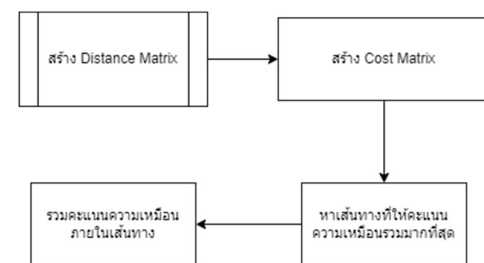 สร้าง Distance Matrix
สร้าง Cost Matrix
หาเส้นทางที่ให้คะแนน
ความเหมือนรวมมากที่สุด
รวมคะแนนความเหมือน
ภายในเส้นทาง